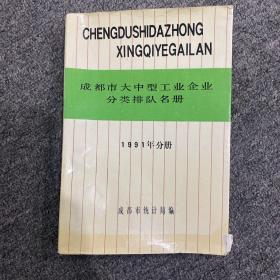 CHENGDUSHIDAZHONG
XINGQIYEGAILAN
成都市大中型工业企业
分类排队名册
1991年分册
成都市统计局编